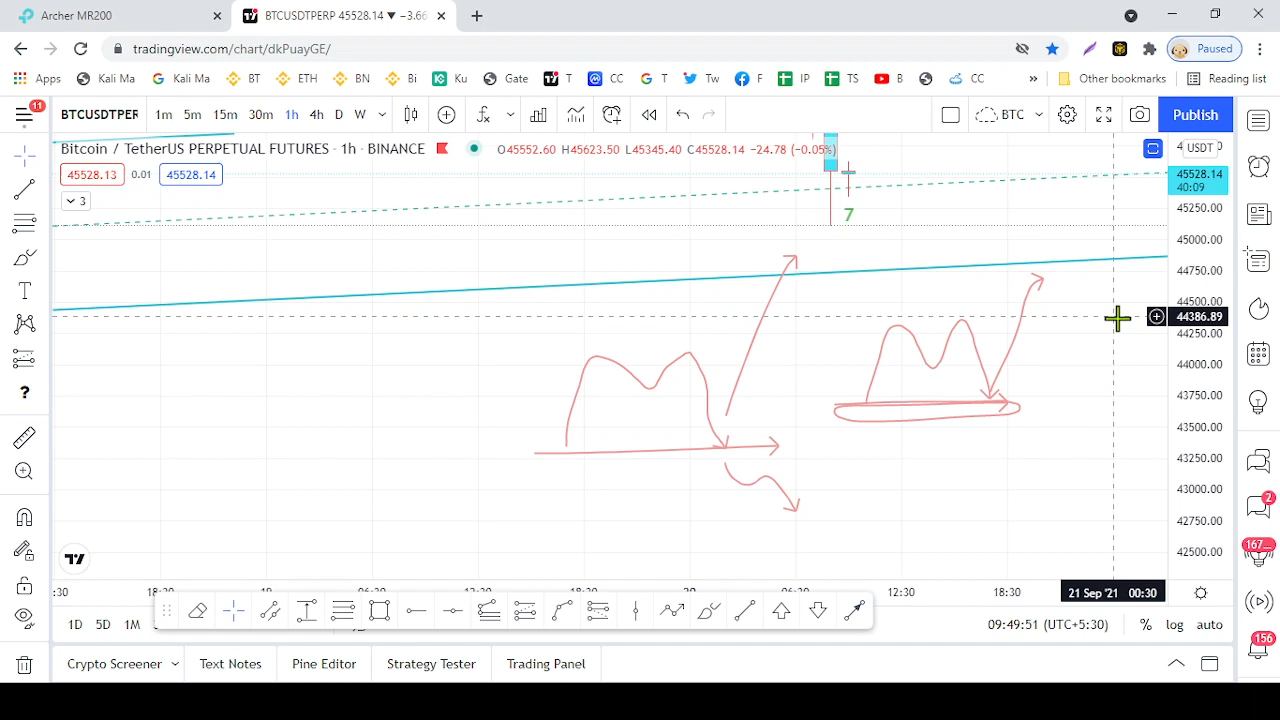 Archer MR200
BTCUSDTPERP 45528.14 ▼ −3.66
tradingview.com/chart/dkPuayGE/
Paused
Apps Kali Ma Kali Ma BT ETH BN Bi Ku Gate T CC T Tw F IP TS B CC » Other bookmarks Reading list
11
BTCUSDTPER 1m 5m 15m 30m 1h 4h D W BTC Publish
Bitcoin / TetherUS PERPETUAL FUTURES · 1h · BINANCE O45552.60 H45623.50 L45345.40 C45528.14 −24.78 (−0.05%)
USDT
45528.13 0.01 45528.14
45528.14
40:09
3
7
45250.00
45000.00
44750.00
44500.00
44386.89
44250.00
44000.00
43750.00
43500.00
43250.00
43000.00
42750.00
42500.00
2
167...
156
18:30 21 Sep '21 00:30
12:30
1D 5D 1M 09:49:51 (UTC+5:30) % log auto
Crypto Screener Text Notes Pine Editor Strategy Tester Trading Panel